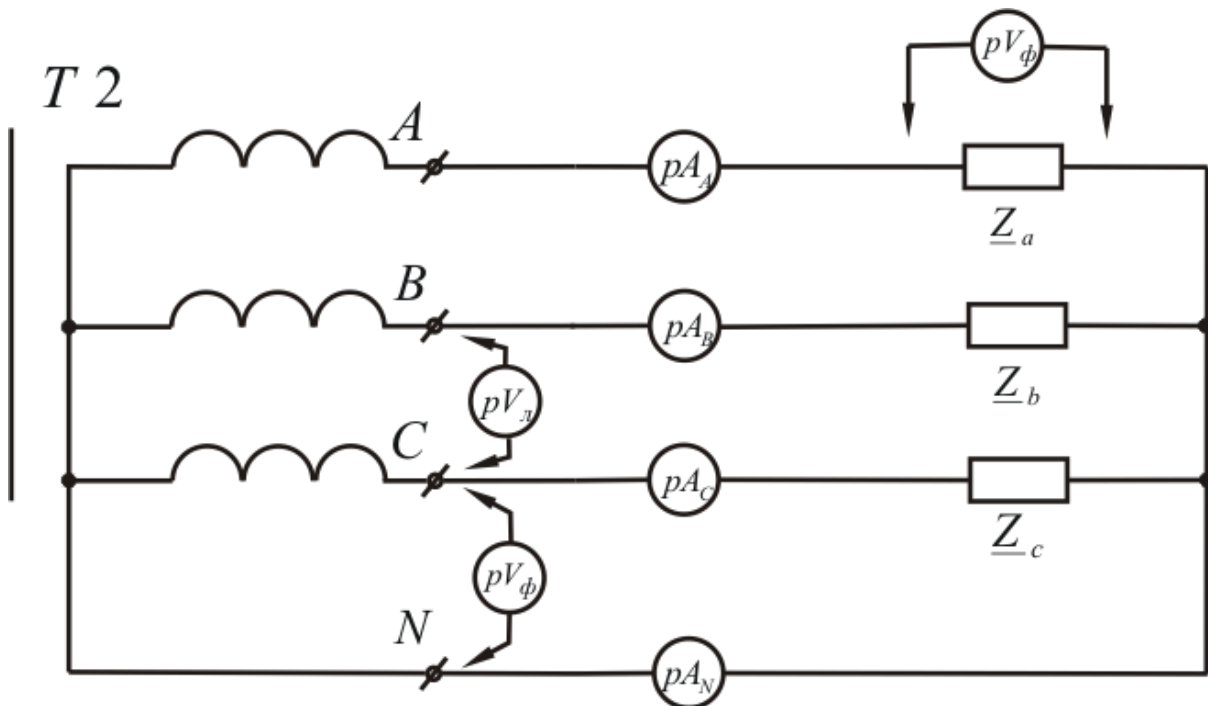 pV_ф
T 2
A
pA_A
Z_a
B
pA_B
Z_b
pV_л
C
pA_C
Z_c
pV_ф
N
pA_N